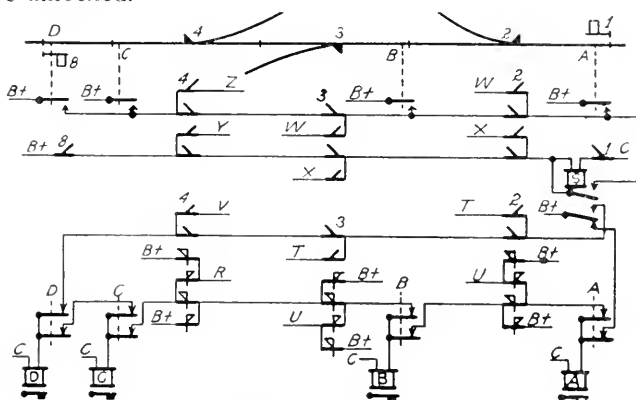 D C 4 3 B 2 A 1
8
B+ B+ 4 Z 3 B+ W 2 B+
Y W X
B+ 8 X S 1 C
4 V 3 T 2 B+
B+ R T B+
D C B+ B U U A
B+ B+ B+
C D C C C B C A